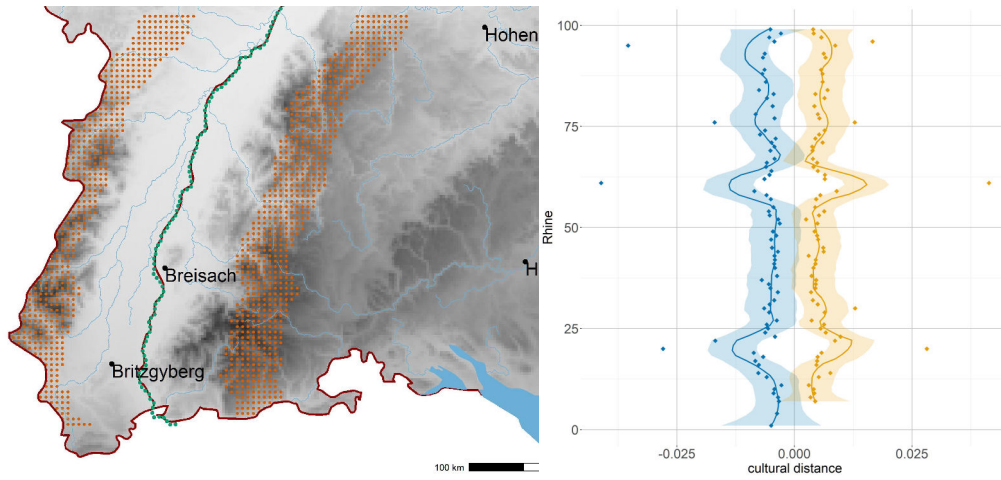 Hohen
Breisach
H
Britzgyberg
100 km
100
75
50
25
0
Rhine
-0.025
0.000
0.025
cultural distance